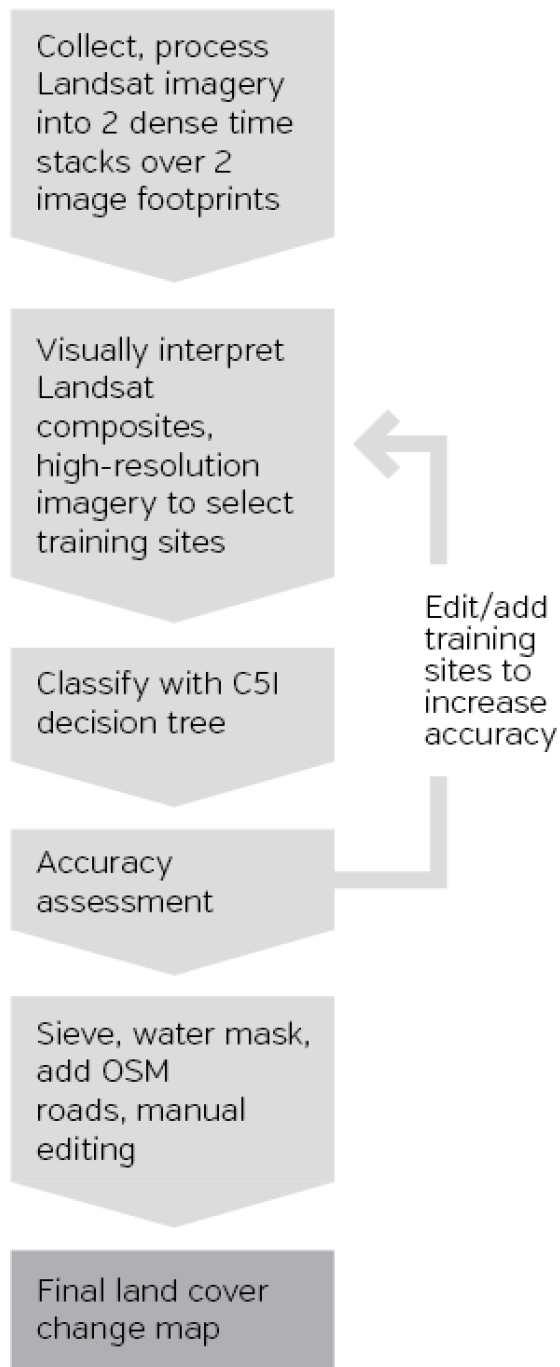 Collect, process
Landsat imagery
into 2 dense time
stacks over 2
image footprints
Visually interpret
Landsat
composites,
high-resolution
imagery to select
training sites
Classify with C5I
decision tree
Accuracy
assessment
Edit/add
training
sites to
increase
accuracy
Sieve, water mask,
add OSM
roads, manual
editing
Final land cover
change map